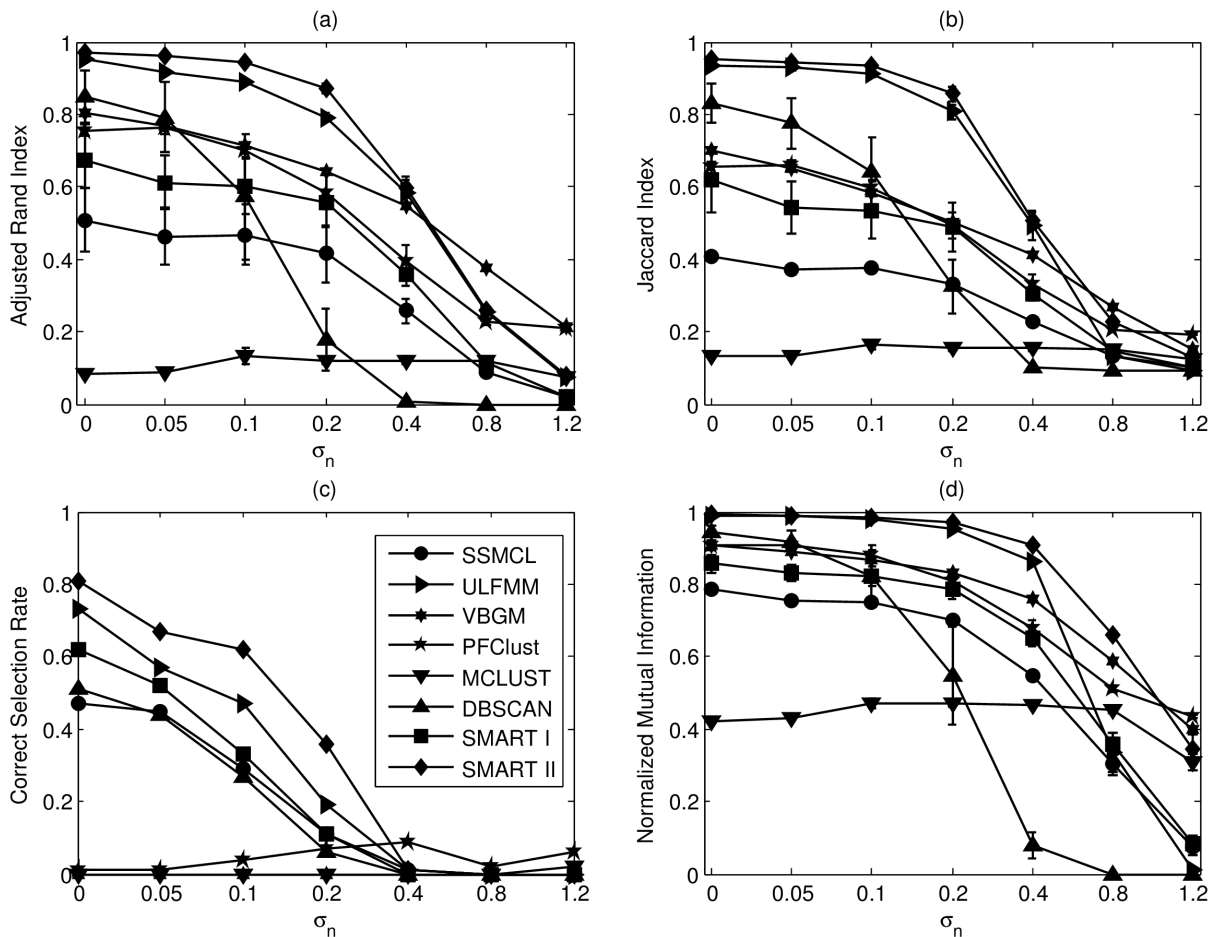 (a)
Adjusted Rand Index
1
0.8
0.6
0.4
0.2
0
0 0.05 0.1 0.2 0.4 0.8 1.2
σn
(b)
Jaccard Index
1
0.8
0.6
0.4
0.2
0
0 0.05 0.1 0.2 0.4 0.8 1.2
σn
(c)
Correct Selection Rate
1
0.8
0.6
0.4
0.2
0
SSMCL
ULFMM
VBGM
PFClust
MCLUST
DBSCAN
SMART I
SMART II
0 0.05 0.1 0.2 0.4 0.8 1.2
σn
(d)
Normalized Mutual Information
1
0.8
0.6
0.4
0.2
0
0 0.05 0.1 0.2 0.4 0.8 1.2
σn